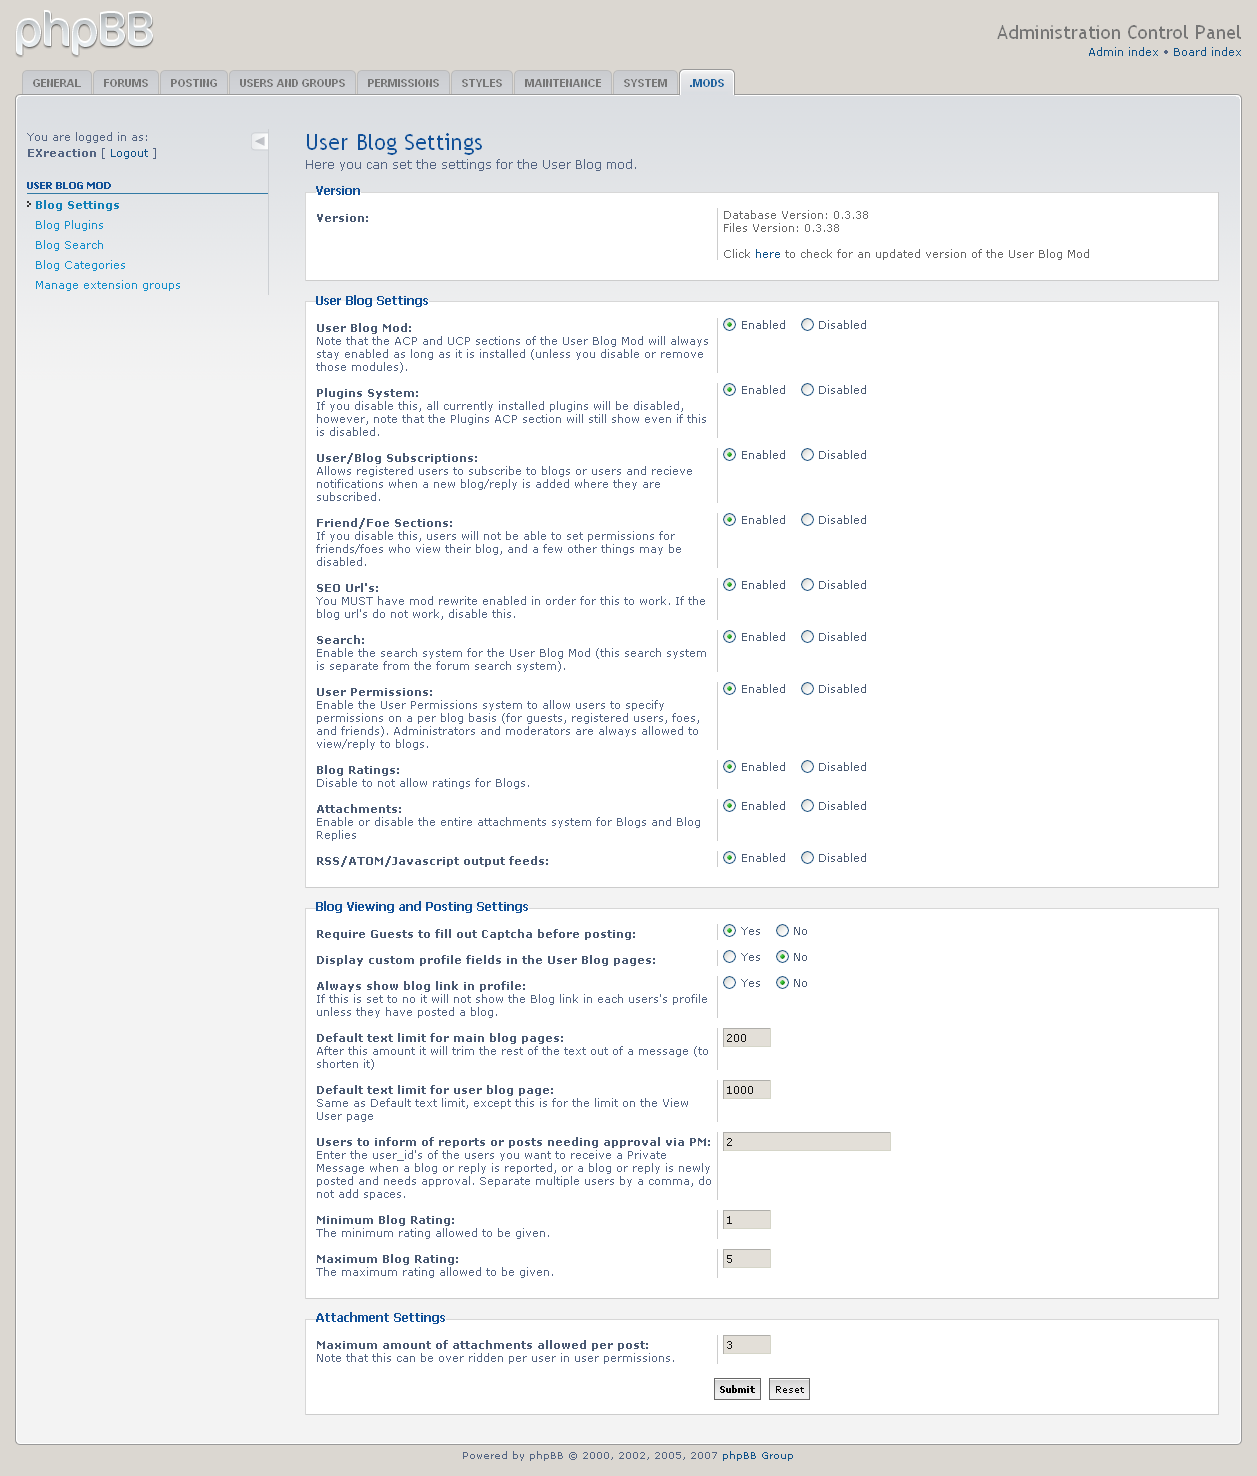 phpBB
Administration Control Panel
Admin index • Board index
GENERAL FORUMS POSTING USERS AND GROUPS PERMISSIONS STYLES MAINTENANCE SYSTEM .MODS
You are logged in as:
EXreaction [ Logout ]
USER BLOG MOD
Blog Settings
Blog Plugins
Blog Search
Blog Categories
Manage extension groups
User Blog Settings
Here you can set the settings for the User Blog mod.
Version
Version:
Database Version: 0.3.38
Files Version: 0.3.38
Click here to check for an updated version of the User Blog Mod
User Blog Settings
User Blog Mod:
Note that the ACP and UCP sections of the User Blog Mod will always
stay enabled as long as it is installed (unless you disable or remove
those modules).
Enabled Disabled
Plugins System:
If you disable this, all currently installed plugins will be disabled,
however, note that the Plugins ACP section will still show even if this
is disabled.
Enabled Disabled
User/Blog Subscriptions:
Allows registered users to subscribe to blogs or users and recieve
notifications when a new blog/reply is added where they are
subscribed.
Enabled Disabled
Friend/Foe Sections:
If you disable this, users will not be able to set permissions for
friends/foes who view their blog, and a few other things may be
disabled.
Enabled Disabled
SEO Url's:
You MUST have mod rewrite enabled in order for this to work. If the
blog url's do not work, disable this.
Enabled Disabled
Search:
Enable the search system for the User Blog Mod (this search system
is separate from the forum search system).
Enabled Disabled
User Permissions:
Enable the User Permissions system to allow users to specify
permissions on a per blog basis (for guests, registered users, foes,
and friends). Administrators and moderators are always allowed to
view/reply to blogs.
Enabled Disabled
Blog Ratings:
Disable to not allow ratings for Blogs.
Enabled Disabled
Attachments:
Enable or disable the entire attachments system for Blogs and Blog
Replies
Enabled Disabled
RSS/ATOM/Javascript output feeds:
Enabled Disabled
Blog Viewing and Posting Settings
Require Guests to fill out Captcha before posting:
Yes No
Display custom profile fields in the User Blog pages:
Yes No
Always show blog link in profile:
If this is set to no it will not show the Blog link in each users's profile
unless they have posted a blog.
Yes No
Default text limit for main blog pages:
After this amount it will trim the rest of the text out of a message (to
shorten it)
200
Default text limit for user blog page:
Same as Default text limit, except this is for the limit on the View
User page
1000
Users to inform of reports or posts needing approval via PM:
Enter the user_id's of the users you want to receive a Private
Message when a blog or reply is reported, or a blog or reply is newly
posted and needs approval. Separate multiple users by a comma, do
not add spaces.
2
Minimum Blog Rating:
The minimum rating allowed to be given.
1
Maximum Blog Rating:
The maximum rating allowed to be given.
5
Attachment Settings
Maximum amount of attachments allowed per post:
Note that this can be over ridden per user in user permissions.
3
Submit Reset
Powered by phpBB © 2000, 2002, 2005, 2007 phpBB Group